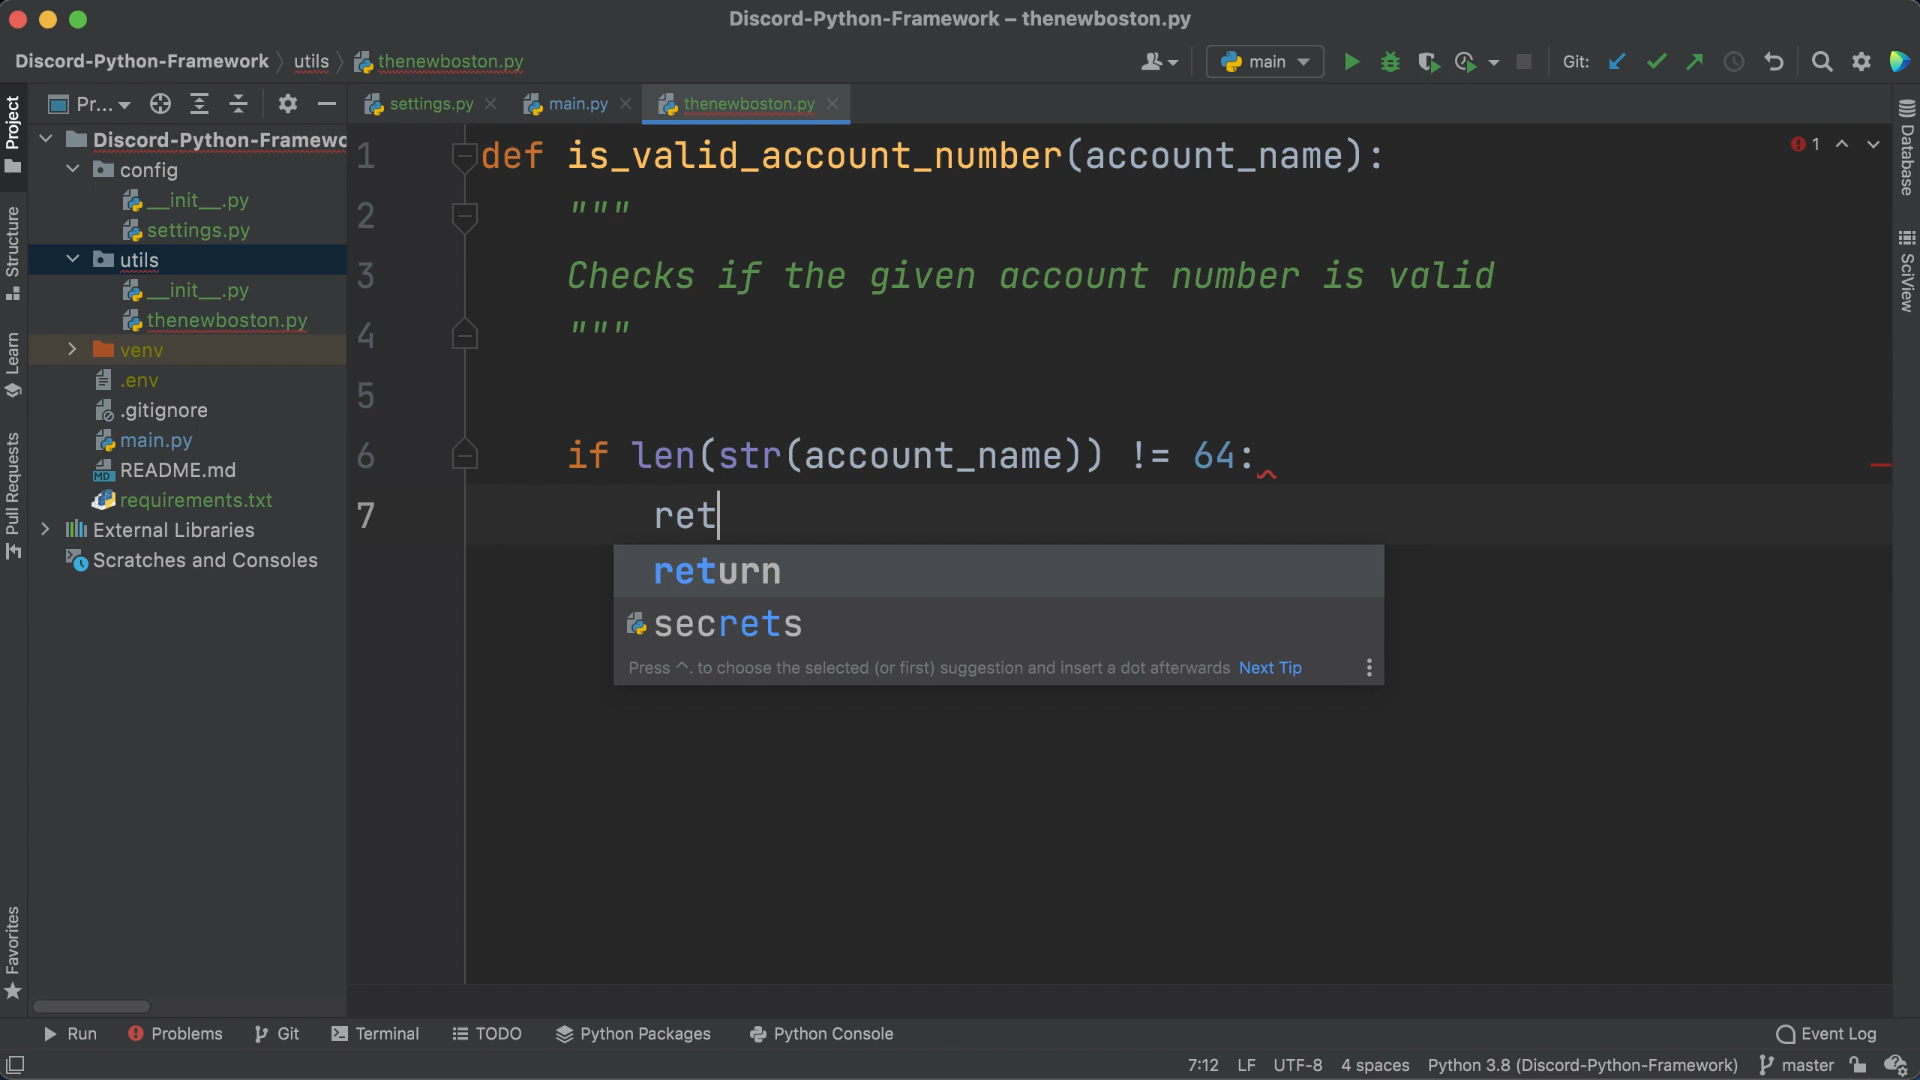 Discord-Python-Framework – thenewboston.py
Discord-Python-Framework 〉 utils 〉 thenewboston.py
main
Git:
Pr...
settings.py
main.py
thenewboston.py
Project
Structure
Learn
Pull Requests
Favorites
Discord-Python-Framewo
config
__init__.py
settings.py
utils
__init__.py
thenewboston.py
venv
.env
.gitignore
main.py
README.md
requirements.txt
External Libraries
Scratches and Consoles
1 def is_valid_account_number(account_name):
2 """
3 Checks if the given account number is valid
4 """
5
6 if len(str(account_name)) != 64:
7 ret
return
secrets
Press ^. to choose the selected (or first) suggestion and insert a dot afterwards Next Tip
1
Database
SciView
Run
Problems
Git
Terminal
TODO
Python Packages
Python Console
Event Log
7:12 LF UTF-8 4 spaces Python 3.8 (Discord-Python-Framework) master